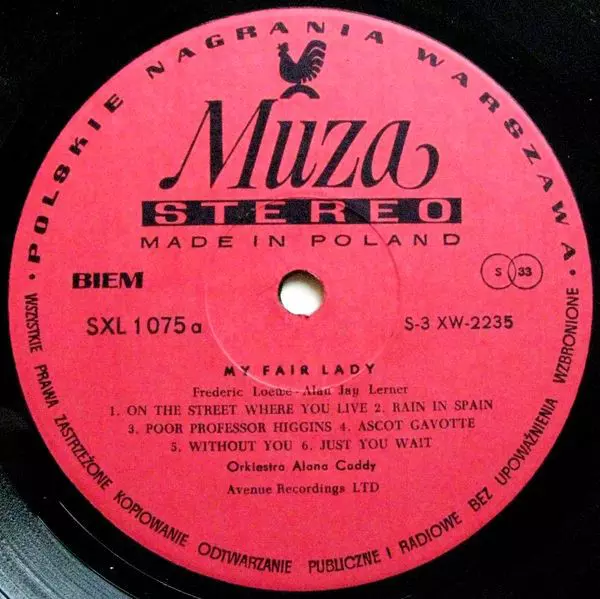 · POLSKIE NAGRANIA WARSZAWA ·
Muza
STEREO
MADE IN POLAND
BIEM
S 33
SXL 1075 a
S-3 XW-2235
MY FAIR LADY
Frederic Loewe - Alan Jay Lerner
1. ON THE STREET WHERE YOU LIVE 2. RAIN IN SPAIN
3. POOR PROFESSOR HIGGINS 4. ASCOT GAVOTTE
5. WITHOUT YOU 6. JUST YOU WAIT
Orkiestra Alana Caddy
Avenue Recordings LTD
WSZYSTKIE PRAWA ZASTRZEŻONE KOPIOWANIE ODTWARZANIE PUBLICZNE I RADIOWE BEZ UPOWAŻNIENIA WZBRONIONE